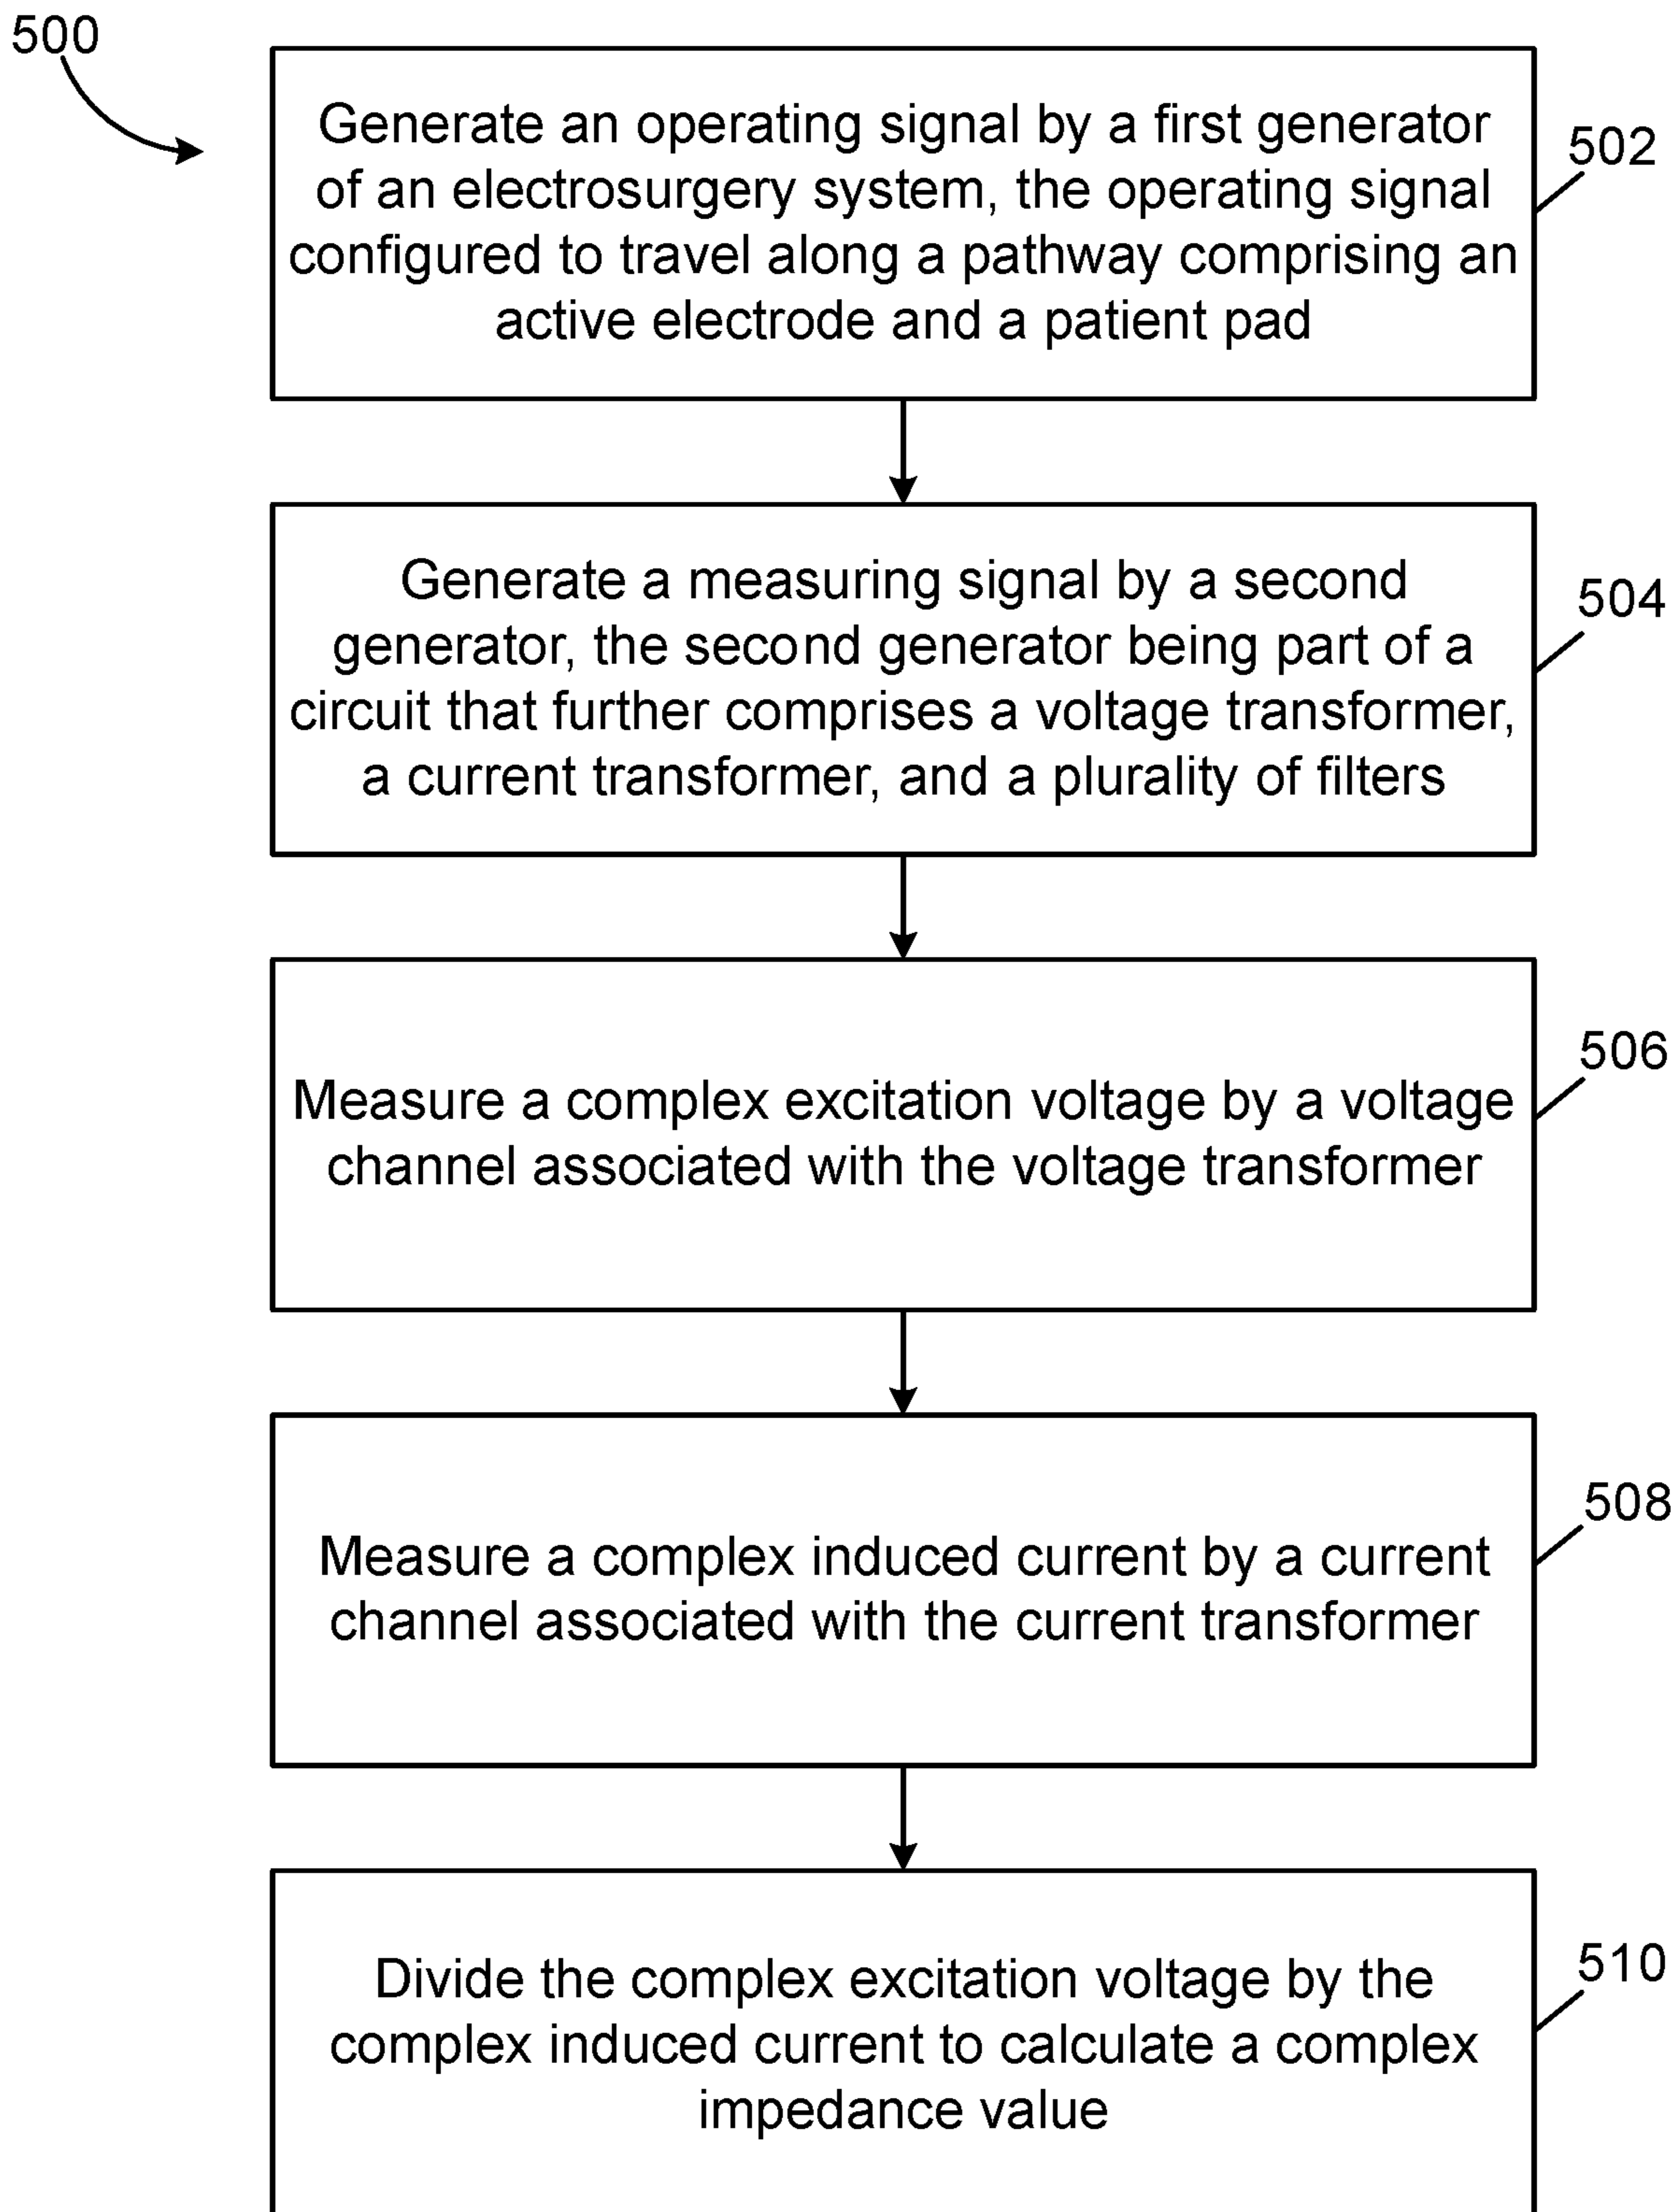 500
Generate an operating signal by a first generator
of an electrosurgery system, the operating signal
configured to travel along a pathway comprising an
active electrode and a patient pad
502
Generate a measuring signal by a second
generator, the second generator being part of a
circuit that further comprises a voltage transformer,
a current transformer, and a plurality of filters
504
Measure a complex excitation voltage by a voltage
channel associated with the voltage transformer
506
Measure a complex induced current by a current
channel associated with the current transformer
508
Divide the complex excitation voltage by the
complex induced current to calculate a complex
impedance value
510